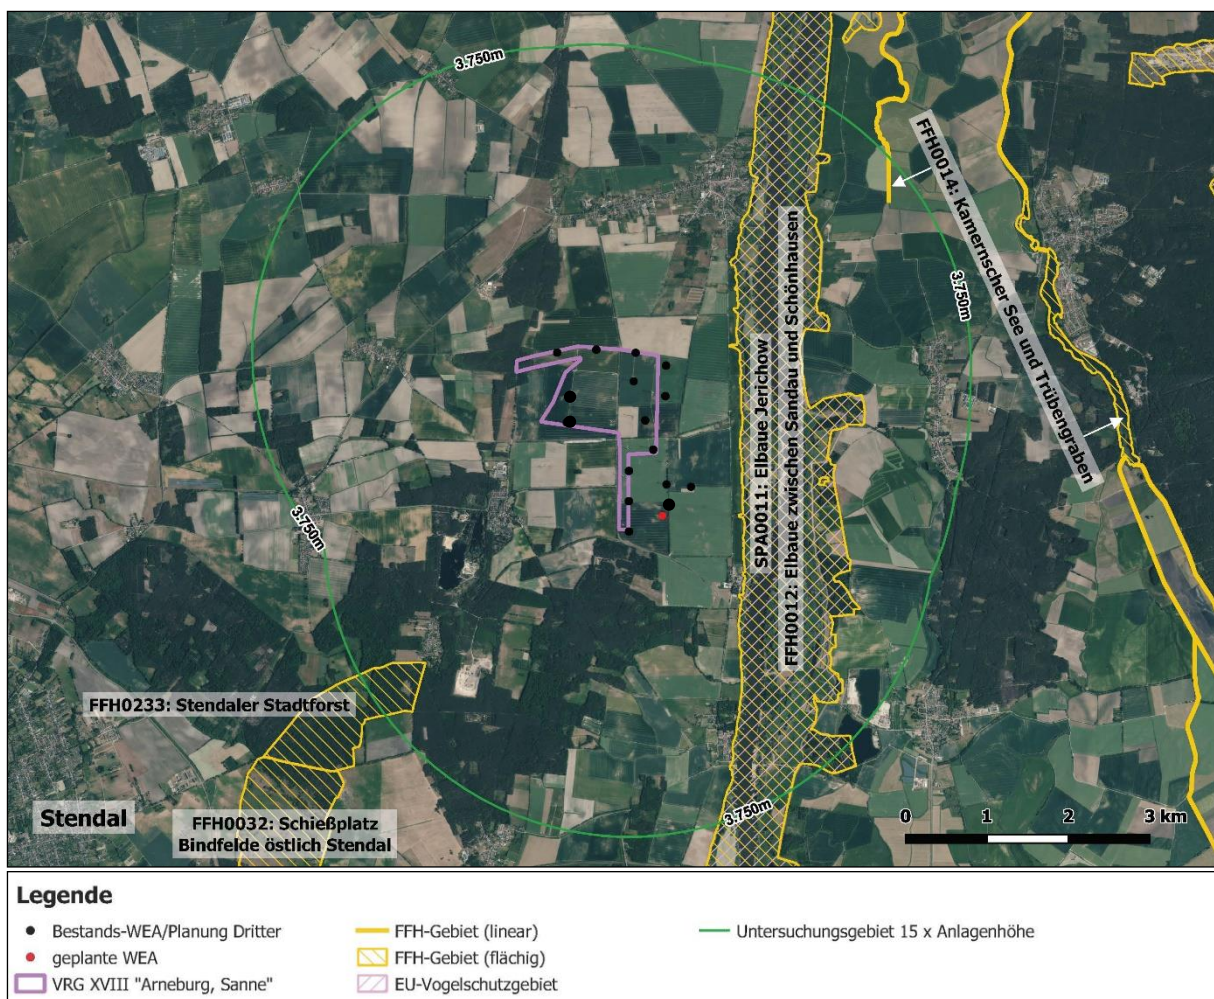 3.750m
FFH0014: Kamernscher See und Trübengraben
3.750m
SPA0011: Elbaue Jerichow
FFH0012: Elbaue zwischen Sandau und Schönhausen
3.750m
FFH0233: Stendaler Stadtforst
Stendal
FFH0032: Schießplatz
Bindfelde östlich Stendal
3.750m
0 1 2 3 km
Legende
Bestands-WEA/Planung Dritter
geplante WEA
VRG XVIII "Arneburg, Sanne"
FFH-Gebiet (linear)
FFH-Gebiet (flächig)
EU-Vogelschutzgebiet
Untersuchungsgebiet 15 x Anlagenhöhe